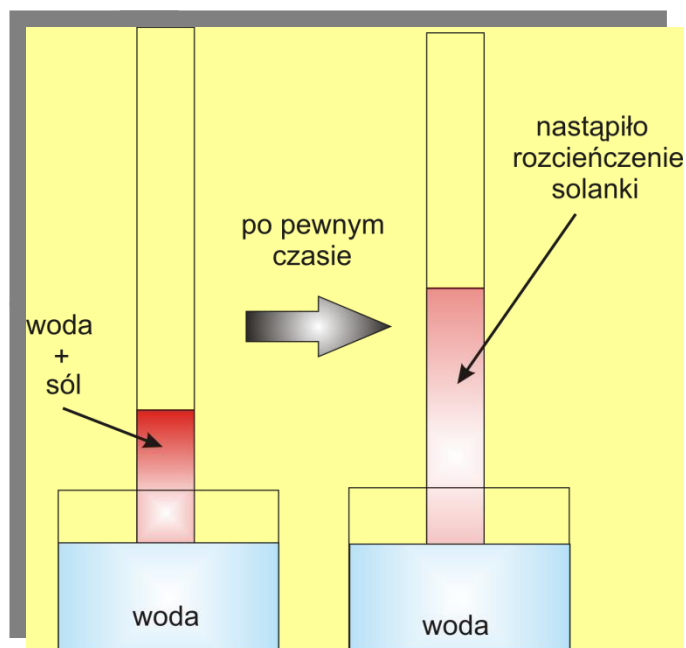 woda
+
sól
woda
po pewnym
czasie
nastąpiło
rozcieńczenie
solanki
woda